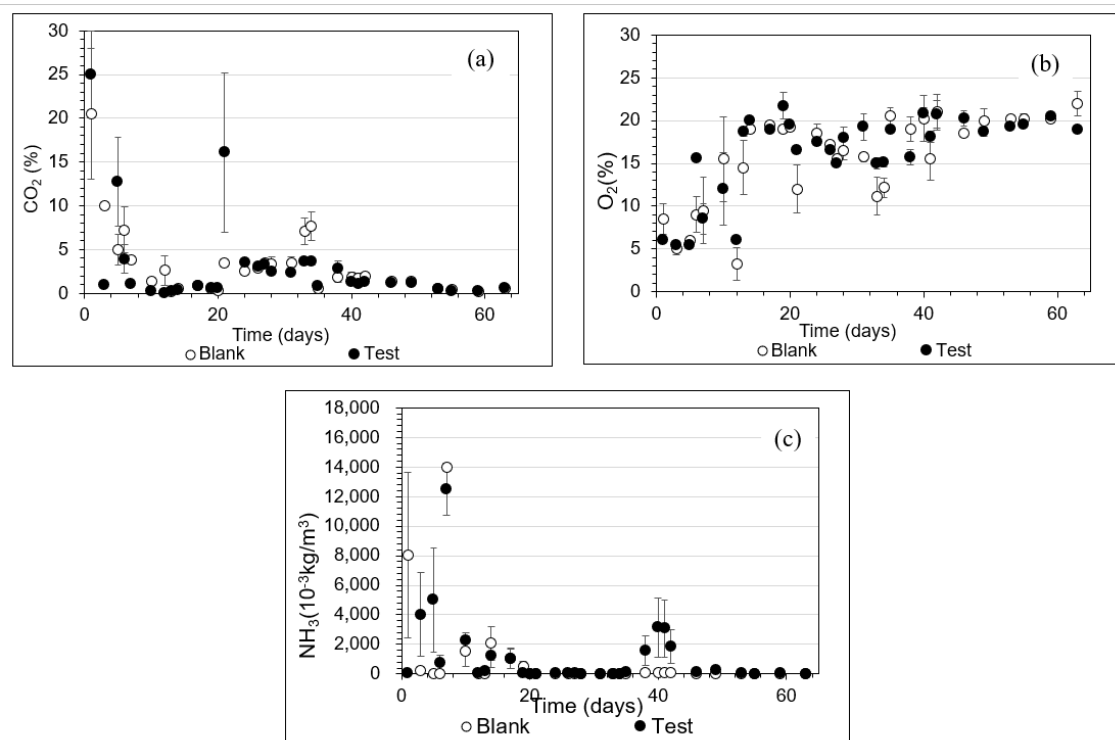 (a)
CO₂ (%)
30
25
20
15
10
5
0
0 20 40 60
Time (days)
○Blank ●Test
(b)
O₂(%)
30
25
20
15
10
5
0
0 20 40 60
Time (days)
○Blank ●Test
(c)
NH₃(10⁻³kg/m³)
18,000
16,000
14,000
12,000
10,000
8,000
6,000
4,000
2,000
0
0 20 40 60
Time (days)
○Blank ●Test